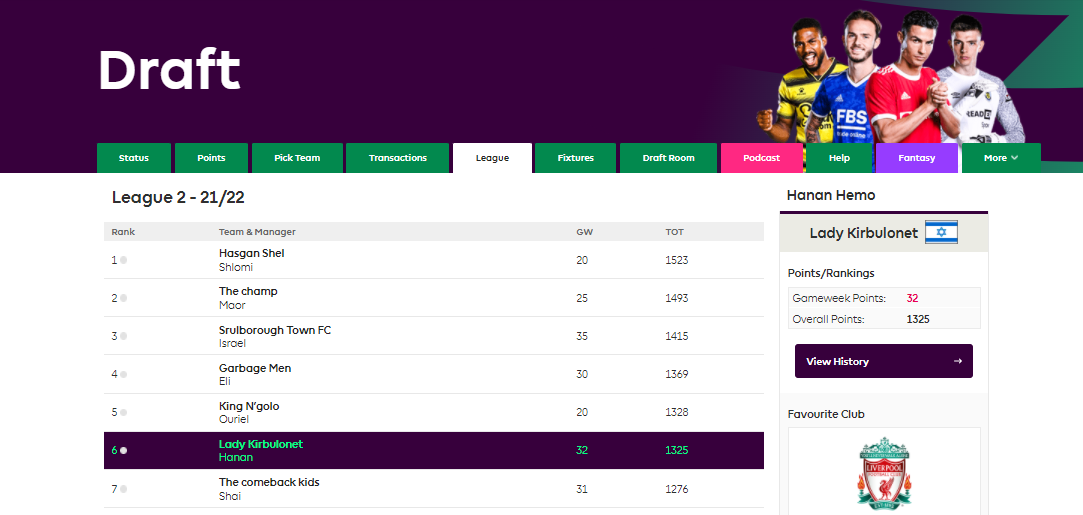 Draft
FBS
READ
Status
Points
Pick Team
Transactions
League
Fixtures
Draft Room
Podcast
Help
Fantasy
More
League 2 - 21/22
Rank Team & Manager GW TOT
1 Hasgan Shel 20 1523
Shlomi
2 The champ 25 1493
Maor
3 Srulborough Town FC 35 1415
Israel
4 Garbage Men 30 1369
Eli
5 King N'golo 20 1328
Ouriel
6 Lady Kirbulonet 32 1325
Hanan
7 The comeback kids 31 1276
Shai
Hanan Hemo
Lady Kirbulonet
Points/Rankings
Gameweek Points: 32
Overall Points: 1325
View History →
Favourite Club
LIVERPOOL
FOOTBALL CLUB